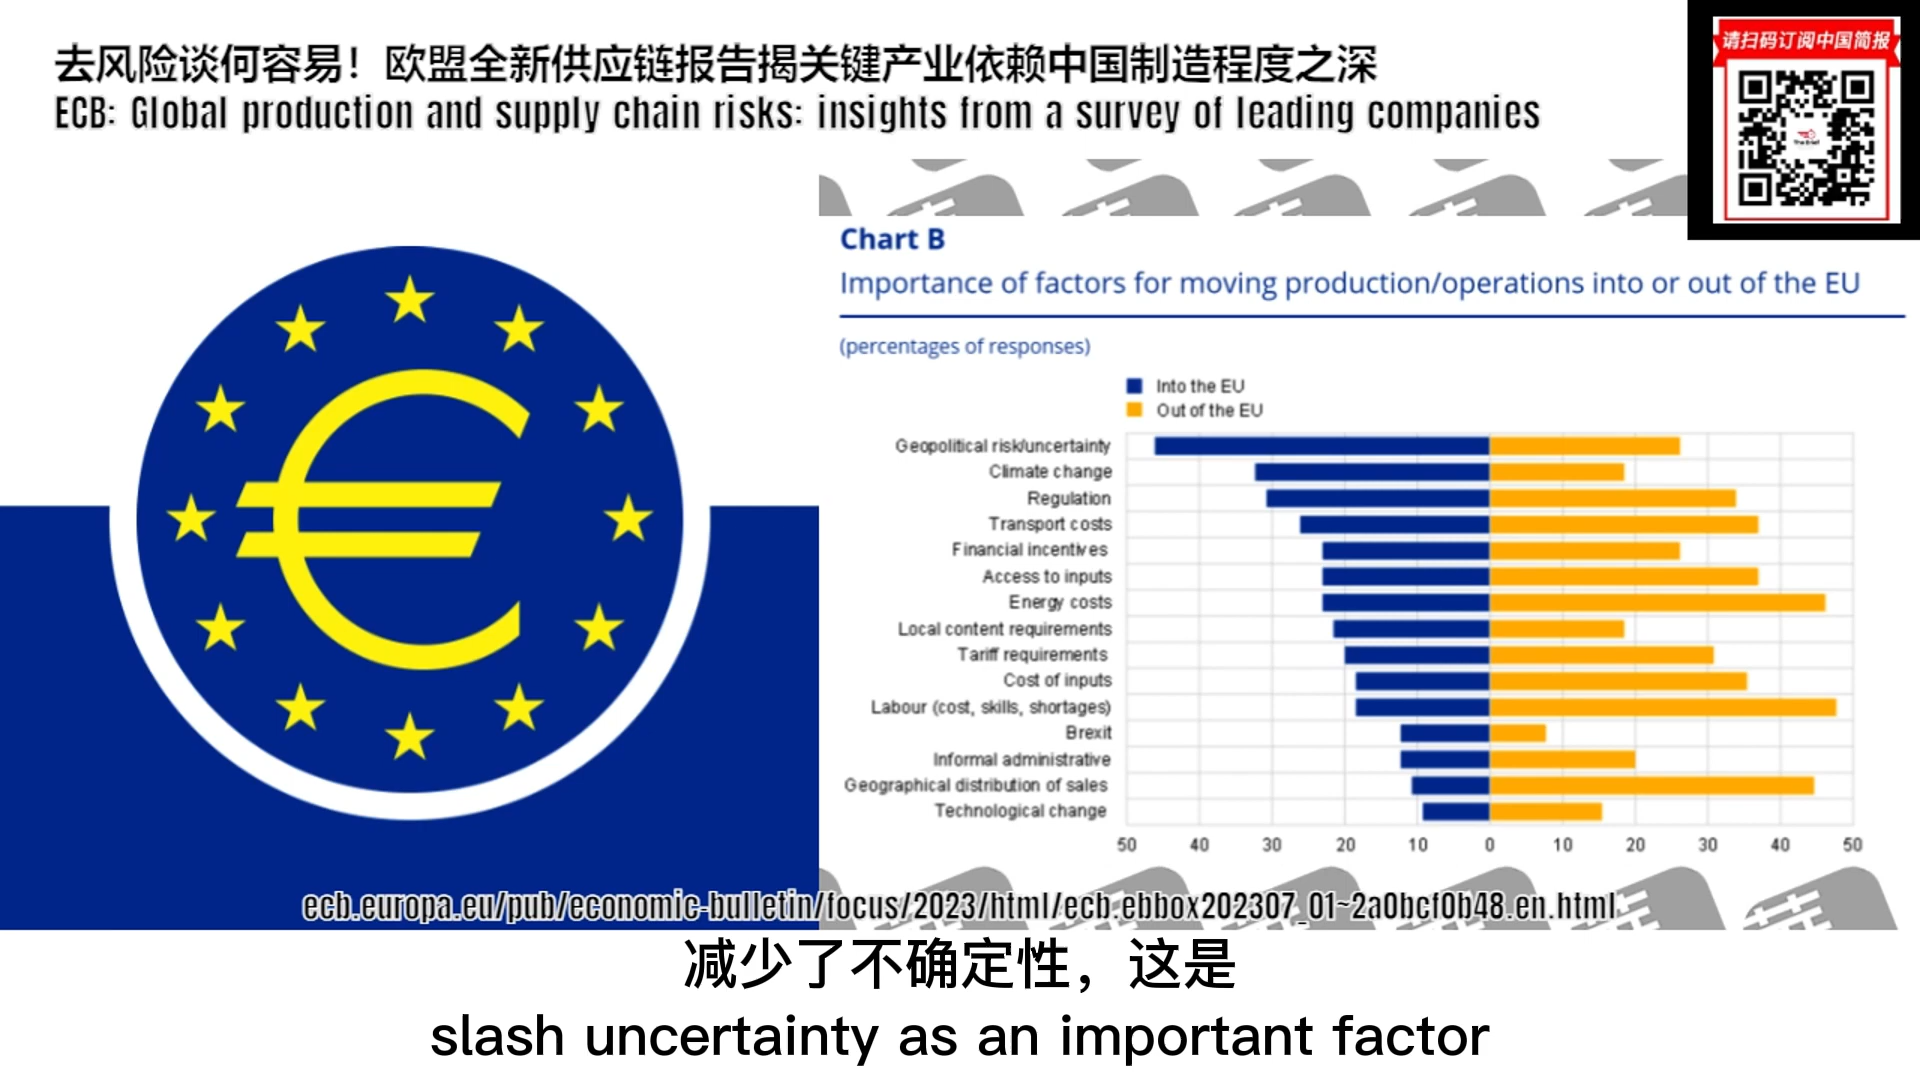 去风险谈何容易！欧盟全新供应链报告揭关键产业依赖中国制造程度之深
ECB: Global production and supply chain risks: insights from a survey of leading companies
请扫码订阅中国简报
Chart B
Importance of factors for moving production/operations into or out of the EU
(percentages of responses)
Into the EU
Out of the EU
Geopolitical risk/uncertainty
Climate change
Regulation
Transport costs
Financial incentives
Access to inputs
Energy costs
Local content requirements
Tariff requirements
Cost of inputs
Labour (cost, skills, shortages)
Brexit
Informal administrative
Geographical distribution of sales
Technological change
50 40 30 20 10 0 10 20 30 40 50
ecb.europa.eu/pub/economic-bulletin/focus/2023/html/ecb.ebbox202307_01~2a0bcf0b48.en.html
减少了不确定性，这是
slash uncertainty as an important factor